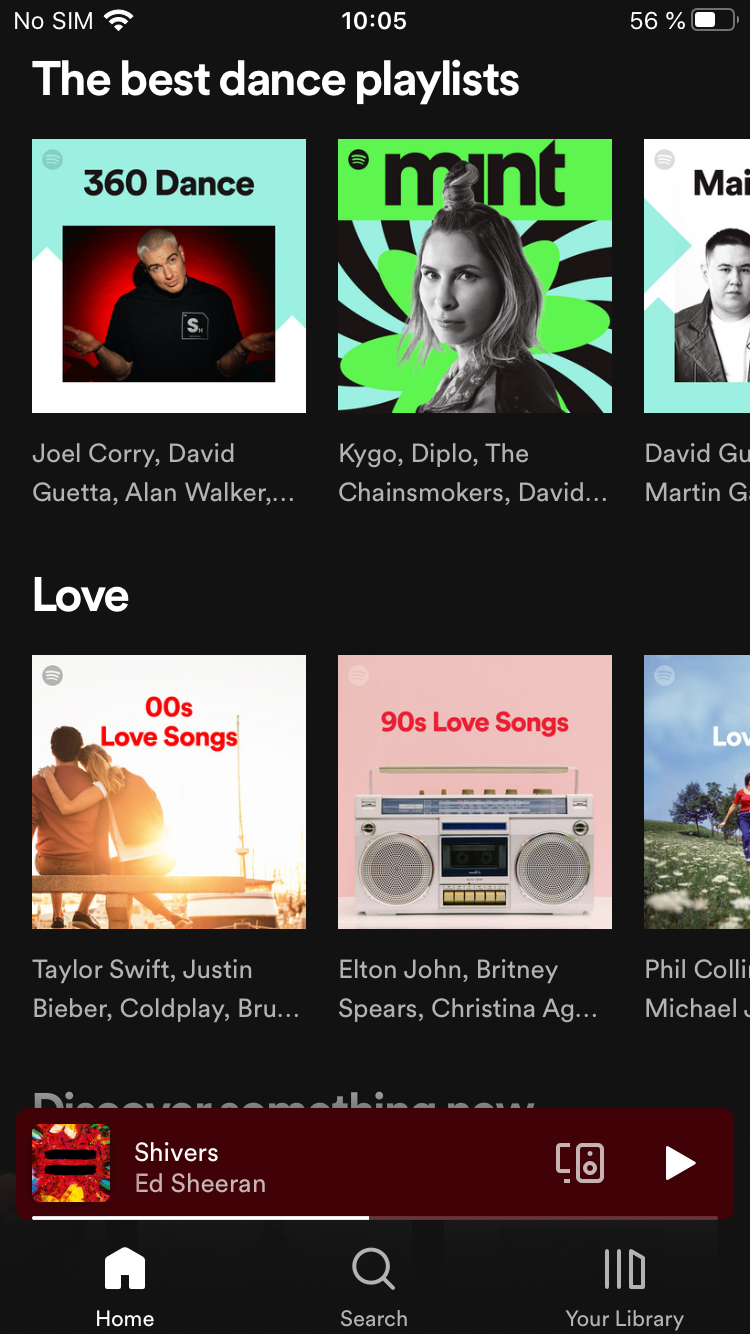 No SIM 10:05 56 %
The best dance playlists
360 Dance
mint
Mai
S
Joel Corry, David
Guetta, Alan Walker,...
Kygo, Diplo, The
Chainsmokers, David...
David Gu
Martin G
Love
00s
Love Songs
90s Love Songs
Lov
Taylor Swift, Justin
Bieber, Coldplay, Bru...
Elton John, Britney
Spears, Christina Ag...
Phil Colli
Michael J
Discover something new
Shivers
Ed Sheeran
Home
Search
Your Library